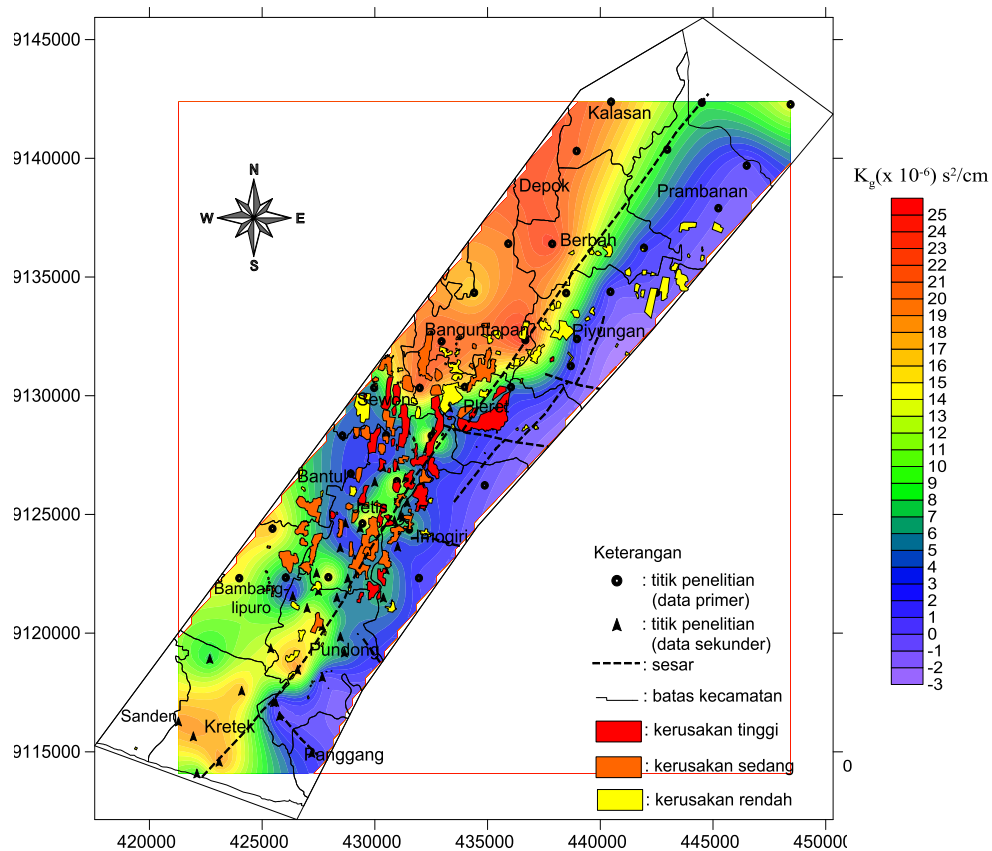 9145000
9140000
9135000
9130000
9125000
9120000
9115000
420000
425000
430000
435000
440000
445000
450000
0
N
W E
S
Kalasan
Depok
Prambanan
Berbah
Banguntapan
Piyungan
Sewon
Pleret
Bantul
Jetis
Imogiri
Bambang-
lipuro
Pundong
Sanden
Kretek
Panggang
Keterangan
: titik penelitian
(data primer)
: titik penelitian
(data sekunder)
: sesar
: batas kecamatan
: kerusakan tinggi
: kerusakan sedang
: kerusakan rendah
Kg(x 10⁻⁶) s²/cm
25
24
23
22
21
20
19
18
17
16
15
14
13
12
11
10
9
8
7
6
5
4
3
2
1
0
-1
-2
-3